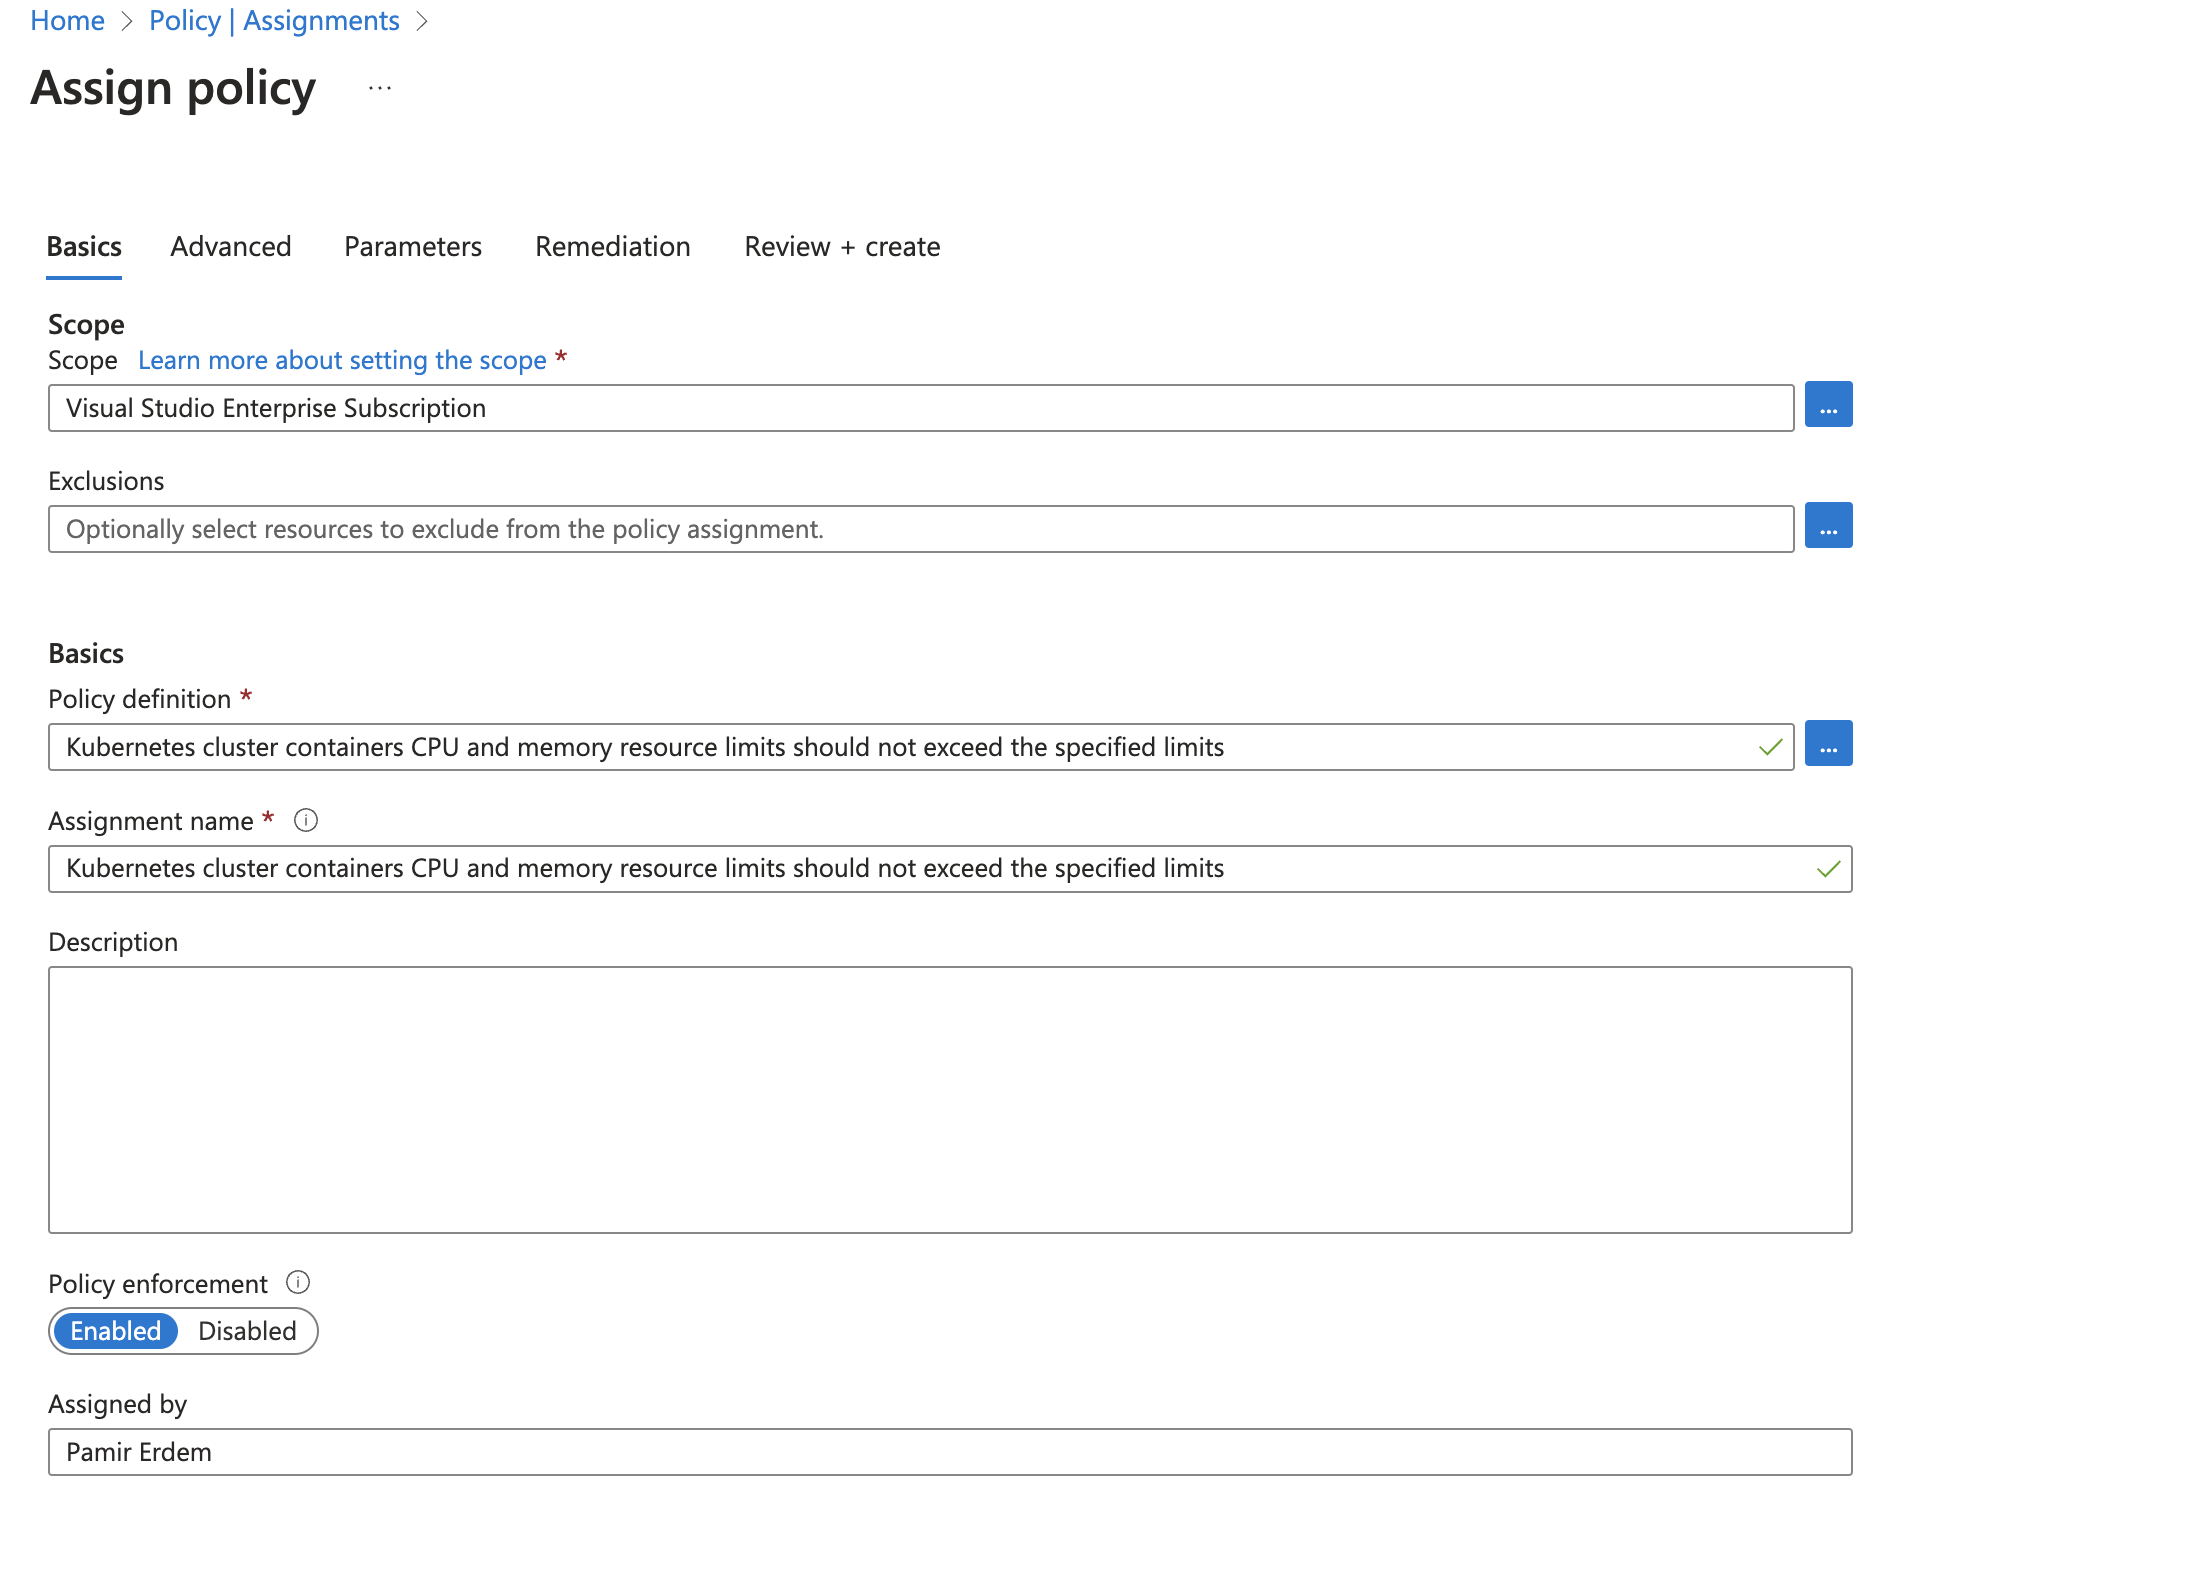 Home > Policy | Assignments >
Assign policy ...
Basics Advanced Parameters Remediation Review + create
Scope
Scope Learn more about setting the scope *
Visual Studio Enterprise Subscription ...
Exclusions
Optionally select resources to exclude from the policy assignment. ...
Basics
Policy definition *
Kubernetes cluster containers CPU and memory resource limits should not exceed the specified limits ...
Assignment name * i
Kubernetes cluster containers CPU and memory resource limits should not exceed the specified limits
Description
Policy enforcement i
Enabled Disabled
Assigned by
Pamir Erdem